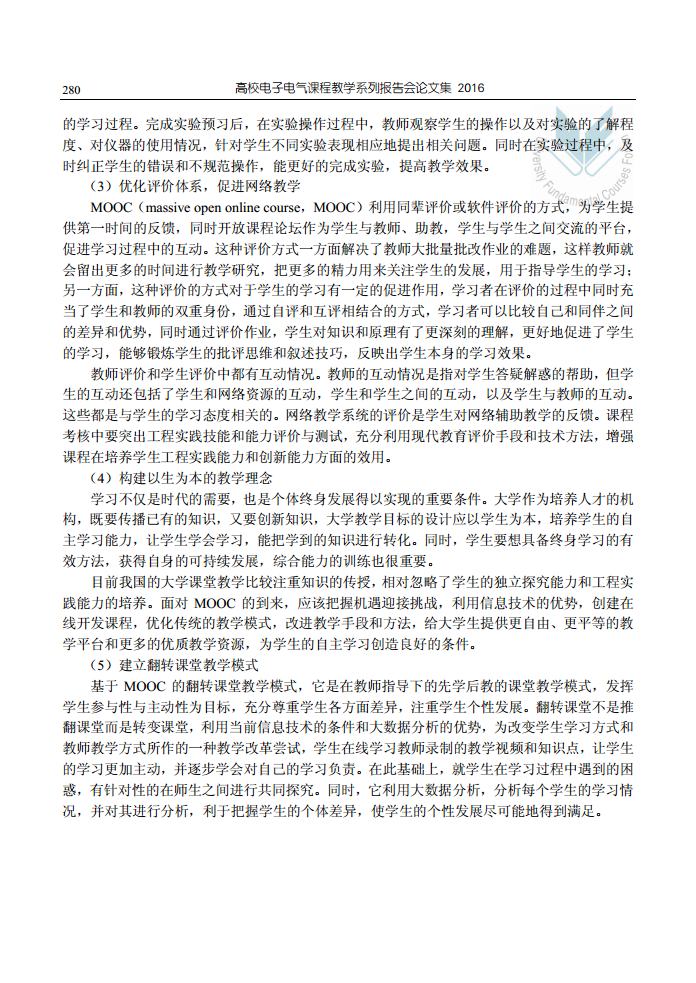 280
高校电子电气课程教学系列报告会论文集 2016
的学习过程。完成实验预习后，在实验操作过程中，教师观察学生的操作以及对实验的了解程
度、对仪器的使用情况，针对学生不同实验表现相应地提出相关问题。同时在实验过程中，及
时纠正学生的错误和不规范操作，能更好的完成实验，提高教学效果。
（3）优化评价体系，促进网络教学
MOOC（massive open online course，MOOC）利用同辈评价或软件评价的方式，为学生提
供第一时间的反馈，同时开放课程论坛作为学生与教师、助教，学生与学生之间交流的平台，
促进学习过程中的互动。这种评价方式一方面解决了教师大批量批改作业的难题，这样教师就
会留出更多的时间进行教学研究，把更多的精力用来关注学生的发展，用于指导学生的学习；
另一方面，这种评价的方式对于学生的学习有一定的促进作用，学习者在评价的过程中同时充
当了学生和教师的双重身份，通过自评和互评相结合的方式，学习者可以比较自己和同伴之间
的差异和优势，同时通过评价作业，学生对知识和原理有了更深刻的理解，更好地促进了学生
的学习，能够锻炼学生的批评思维和叙述技巧，反映出学生本身的学习效果。
教师评价和学生评价中都有互动情况。教师的互动情况是指对学生答疑解惑的帮助，但学
生的互动还包括了学生和网络资源的互动，学生和学生之间的互动，以及学生与教师的互动。
这些都是与学生的学习态度相关的。网络教学系统的评价是学生对网络辅助教学的反馈。课程
考核中要突出工程实践技能和能力评价与测试，充分利用现代教育评价手段和技术方法，增强
课程在培养学生工程实践能力和创新能力方面的效用。
（4）构建以生为本的教学理念
学习不仅是时代的需要，也是个体终身发展得以实现的重要条件。大学作为培养人才的机
构，既要传播已有的知识，又要创新知识，大学教学目标的设计应以学生为本，培养学生的自
主学习能力，让学生学会学习，能把学到的知识进行转化。同时，学生要想具备终身学习的有
效方法，获得自身的可持续发展，综合能力的训练也很重要。
目前我国的大学课堂教学比较注重知识的传授，相对忽略了学生的独立探究能力和工程实
践能力的培养。面对 MOOC 的到来，应该把握机遇迎接挑战，利用信息技术的优势，创建在
线开发课程，优化传统的教学模式，改进教学手段和方法，给大学生提供更自由、更平等的教
学平台和更多的优质教学资源，为学生的自主学习创造良好的条件。
（5）建立翻转课堂教学模式
基于 MOOC 的翻转课堂教学模式，它是在教师指导下的先学后教的课堂教学模式，发挥
学生参与性与主动性为目标，充分尊重学生各方面差异，注重学生个性发展。翻转课堂不是推
翻课堂而是转变课堂，利用当前信息技术的条件和大数据分析的优势，为改变学生学习方式和
教师教学方式所作的一种教学改革尝试，学生在线学习教师录制的教学视频和知识点，让学生
的学习更加主动，并逐步学会对自己的学习负责。在此基础上，就学生在学习过程中遇到的困
惑，有针对性的在师生之间进行共同探究。同时，它利用大数据分析，分析每个学生的学习情
况，并对其进行分析，利于把握学生的个体差异，使学生的个性发展尽可能地得到满足。